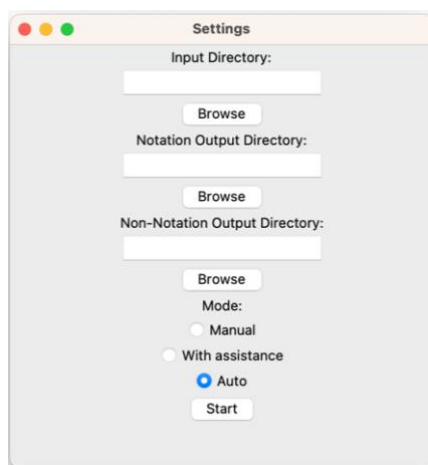 Settings
Input Directory:
Browse
Notation Output Directory:
Browse
Non-Notation Output Directory:
Browse
Mode:
Manual
With assistance
Auto
Start